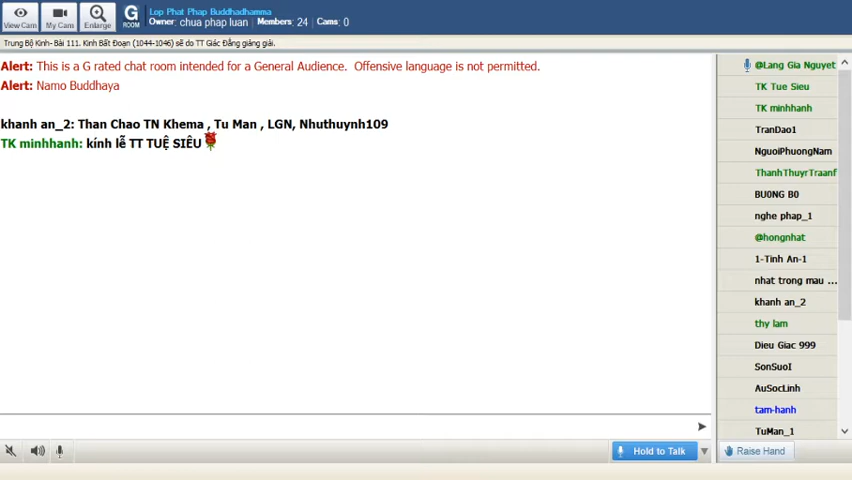 View Cam
My Cams
Enlarge
G
ROOM
Lop Phat Phap Buddhadhamma
Owner: chua phap luan Members: 24 Cams: 0
Trung Bộ Kinh- Bài 111. Kinh Bất Đoạn (1044-1046) sẽ do TT Giác Đẳng giảng giải.
Alert: This is a G rated chat room intended for a General Audience. Offensive language is not permitted.
Alert: Namo Buddhaya
khanh an_2: Than Chao TN Khema , Tu Man , LGN, Nhuthuynh109
TK minhhanh: kính lễ TT TUỆ SIÊU
@Lang Gia Nguyet
TK Tue Sieu
TK minhhanh
TranDao1
NguoiPhuongNam
ThanhThuyrTraanf
BU0NG B0
nghe phap_1
@hongnhat
1-Tinh An-1
nhat trong mau ...
khanh an_2
thy lam
Dieu Giac 999
SonSuoI
AuSocLinh
tam-hanh
TuMan_1
Hold to Talk
Raise Hand